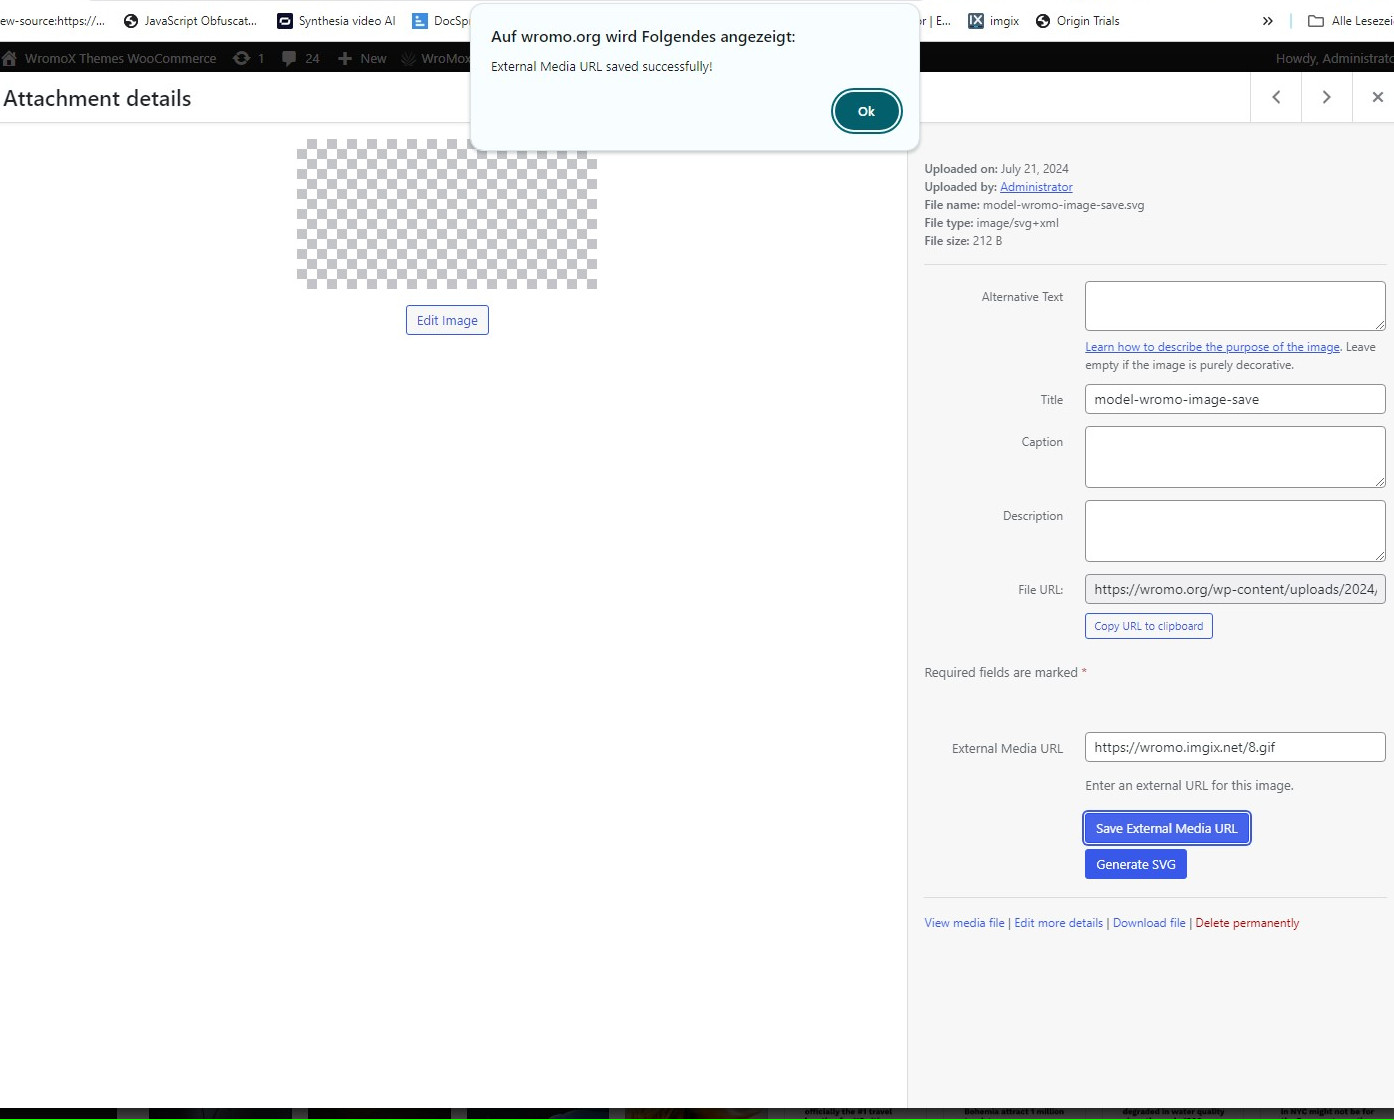 ew-source:https://... JavaScript Obfuscat... Synthesia video AI DocSpr or | E... imgix Origin Trials » Alle Lesezei
Auf wromo.org wird Folgendes angezeigt:
External Media URL saved successfully!
Ok
WromoX Themes WooCommerce 1 24 New WroMox Howdy, Administrato
Attachment details
Edit Image
Uploaded on: July 21, 2024
Uploaded by: Administrator
File name: model-wromo-image-save.svg
File type: image/svg+xml
File size: 212 B
Alternative Text
Learn how to describe the purpose of the image. Leave
empty if the image is purely decorative.
Title model-wromo-image-save
Caption
Description
File URL: https://wromo.org/wp-content/uploads/2024/
Copy URL to clipboard
Required fields are marked *
External Media URL https://wromo.imgix.net/8.gif
Enter an external URL for this image.
Save External Media URL
Generate SVG
View media file | Edit more details | Download file | Delete permanently
officially the #1 travel Bohemia attract 1 million degraded in water quality in NYC might not be for